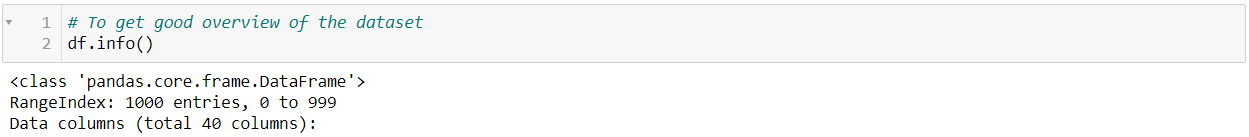 1 # To get good overview of the dataset
2 df.info()
<class 'pandas.core.frame.DataFrame'>
RangeIndex: 1000 entries, 0 to 999
Data columns (total 40 columns):